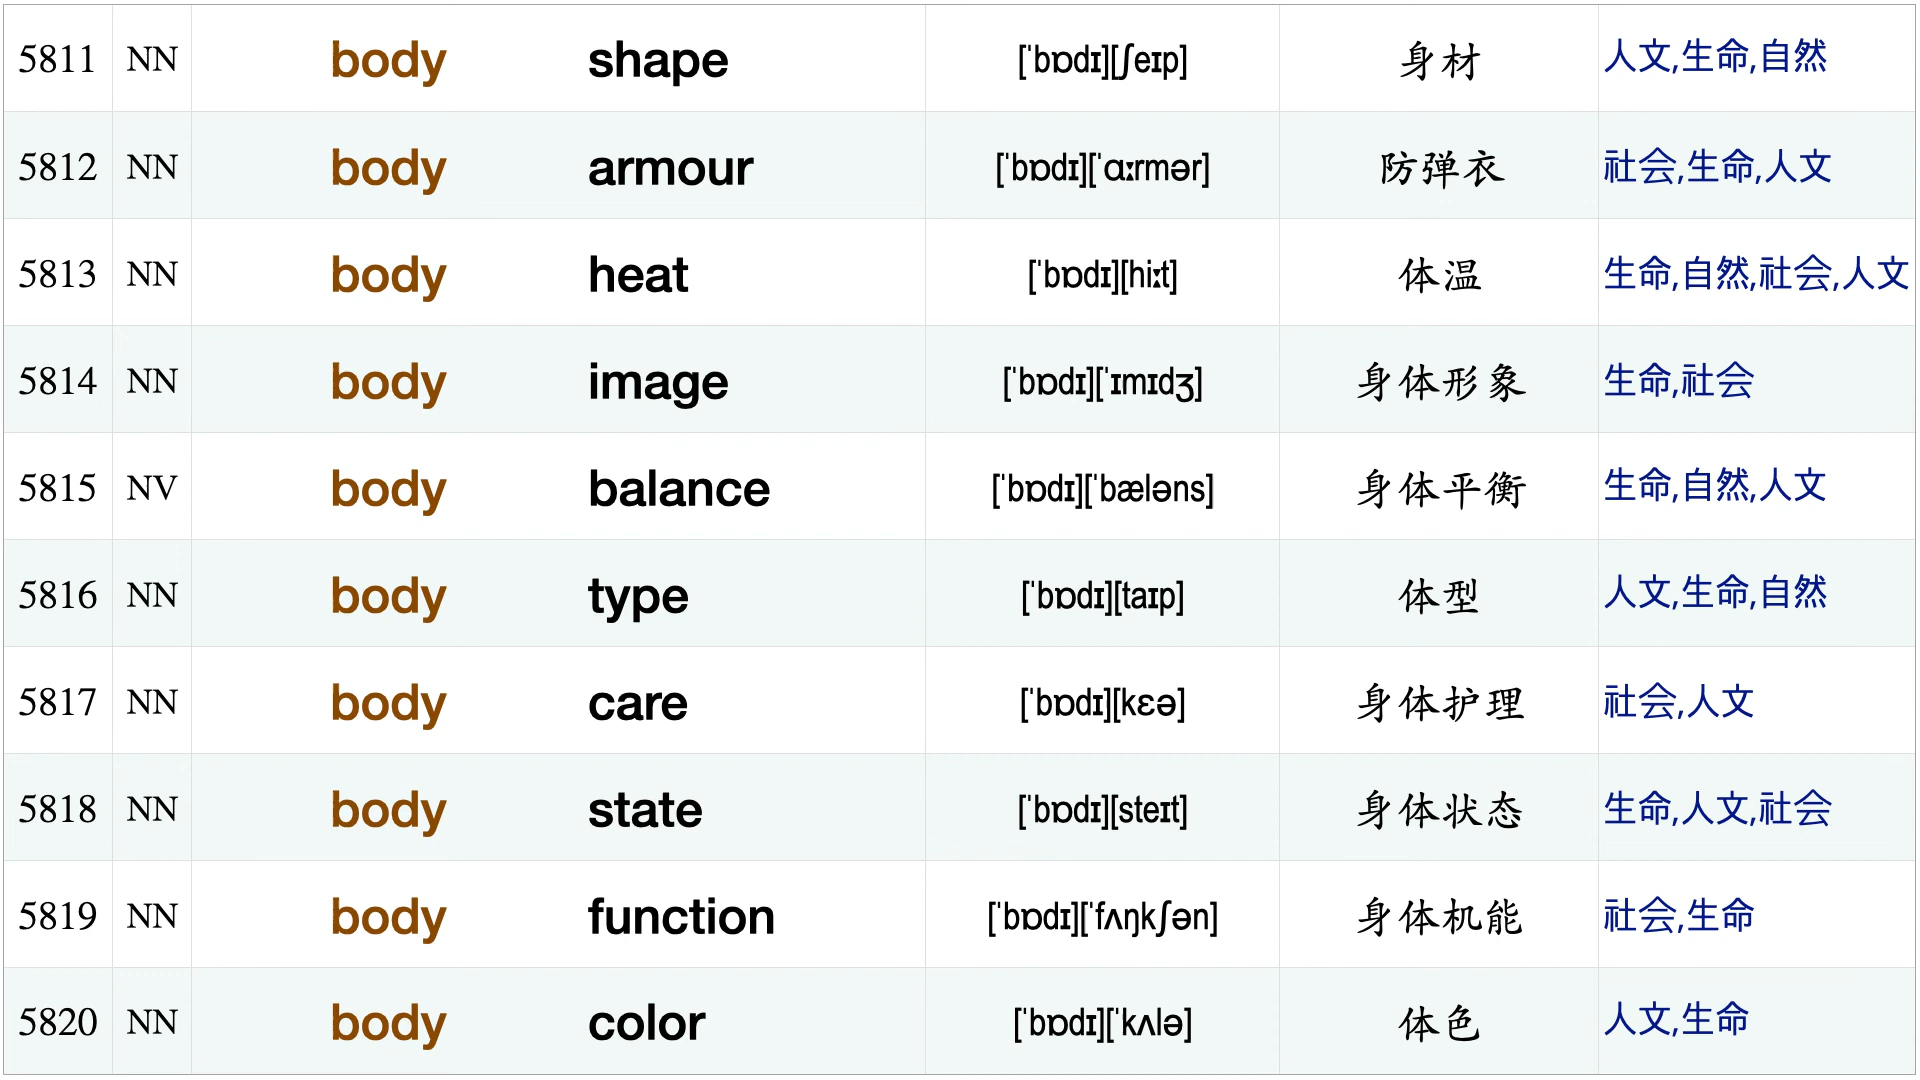 5811 NN body shape [ˈbɒdɪ][ʃeɪp] 身材 人文,生命,自然
5812 NN body armour [ˈbɒdɪ][ˈɑːrmər] 防弹衣 社会,生命,人文
5813 NN body heat [ˈbɒdɪ][hiːt] 体温 生命,自然,社会,人文
5814 NN body image [ˈbɒdɪ][ˈɪmɪdʒ] 身体形象 生命,社会
5815 NV body balance [ˈbɒdɪ][ˈbæləns] 身体平衡 生命,自然,人文
5816 NN body type [ˈbɒdɪ][taɪp] 体型 人文,生命,自然
5817 NN body care [ˈbɒdɪ][kɛə] 身体护理 社会,人文
5818 NN body state [ˈbɒdɪ][steɪt] 身体状态 生命,人文,社会
5819 NN body function [ˈbɒdɪ][ˈfʌŋkʃən] 身体机能 社会,生命
5820 NN body color [ˈbɒdɪ][ˈkʌlə] 体色 人文,生命